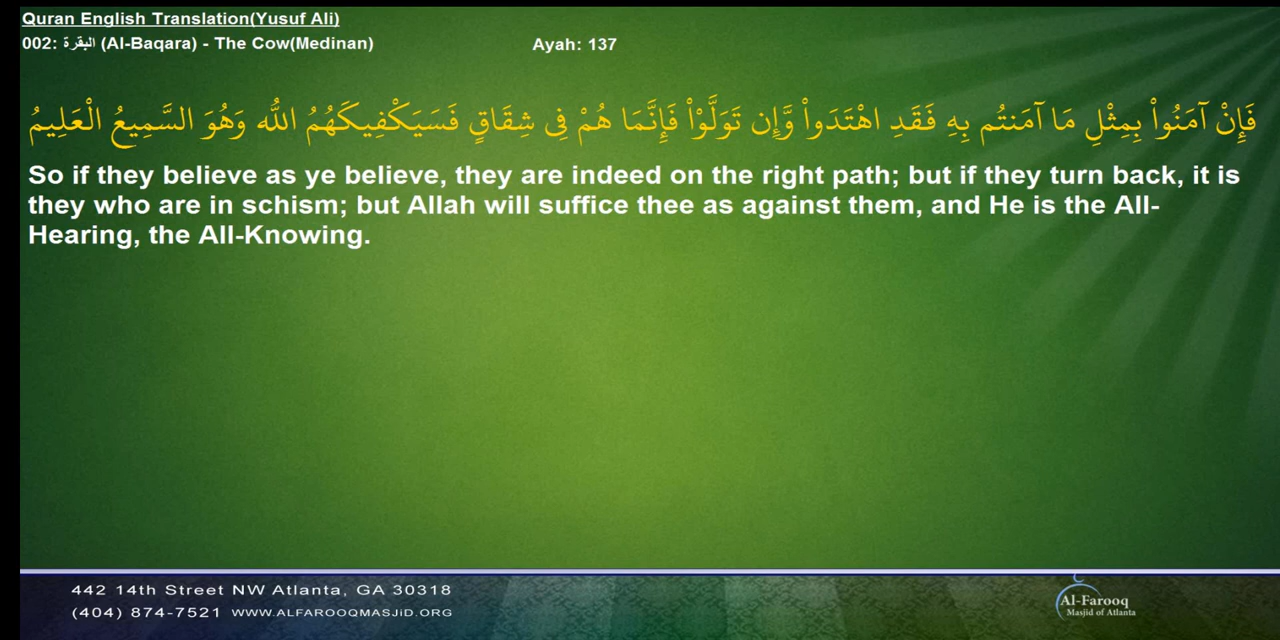 Quran English Translation(Yusuf Ali)
002: البقرة (Al-Baqara) - The Cow(Medinan)
Ayah: 137
فَإِنْ آمَنُواْ بِمِثْلِ مَا آمَنتُم بِهِ فَقَدِ اهْتَدَواْ وَّإِن تَوَلَّوْاْ فَإِنَّمَا هُمْ فِي شِقَاقٍ فَسَيَكْفِيكَهُمُ اللّهُ وَهُوَ السَّمِيعُ الْعَلِيمُ
So if they believe as ye believe, they are indeed on the right path; but if they turn back, it is
they who are in schism; but Allah will suffice thee as against them, and He is the All-
Hearing, the All-Knowing.
442 14th Street NW Atlanta, GA 30318
(404) 874-7521 WWW.ALFAROOQMASJiD.ORG
Al-Farooq
Masjid of Atlanta